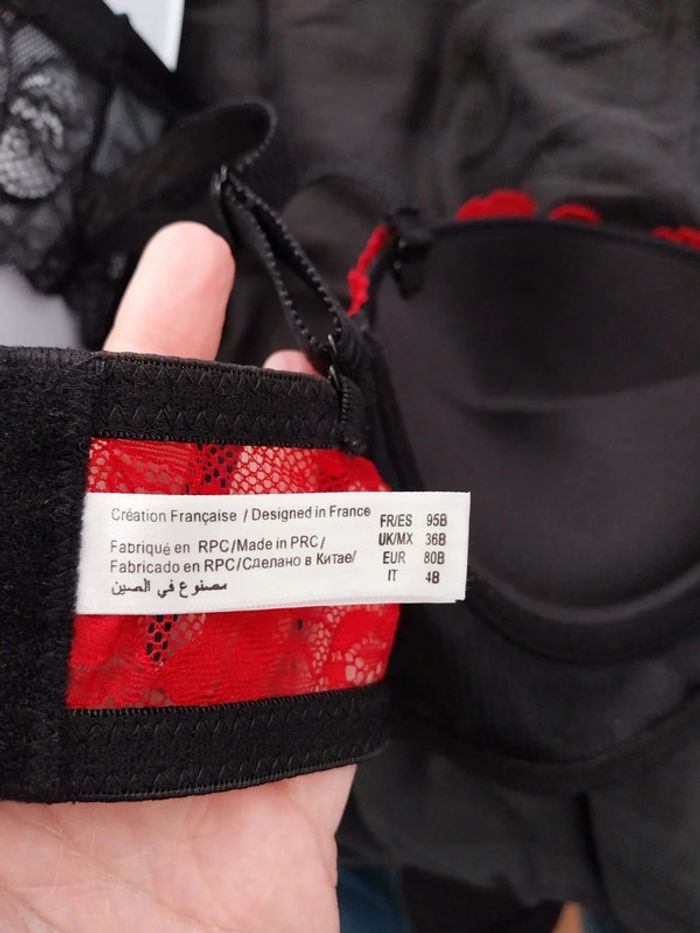 Création Française / Designed in France
Fabriqué en RPC/Made in PRC/
Fabricado en RPC/Сделано в Китае/
مصنوع في الصين
FR/ES 95B
UK/MX 36B
EUR 80B
IT 4B